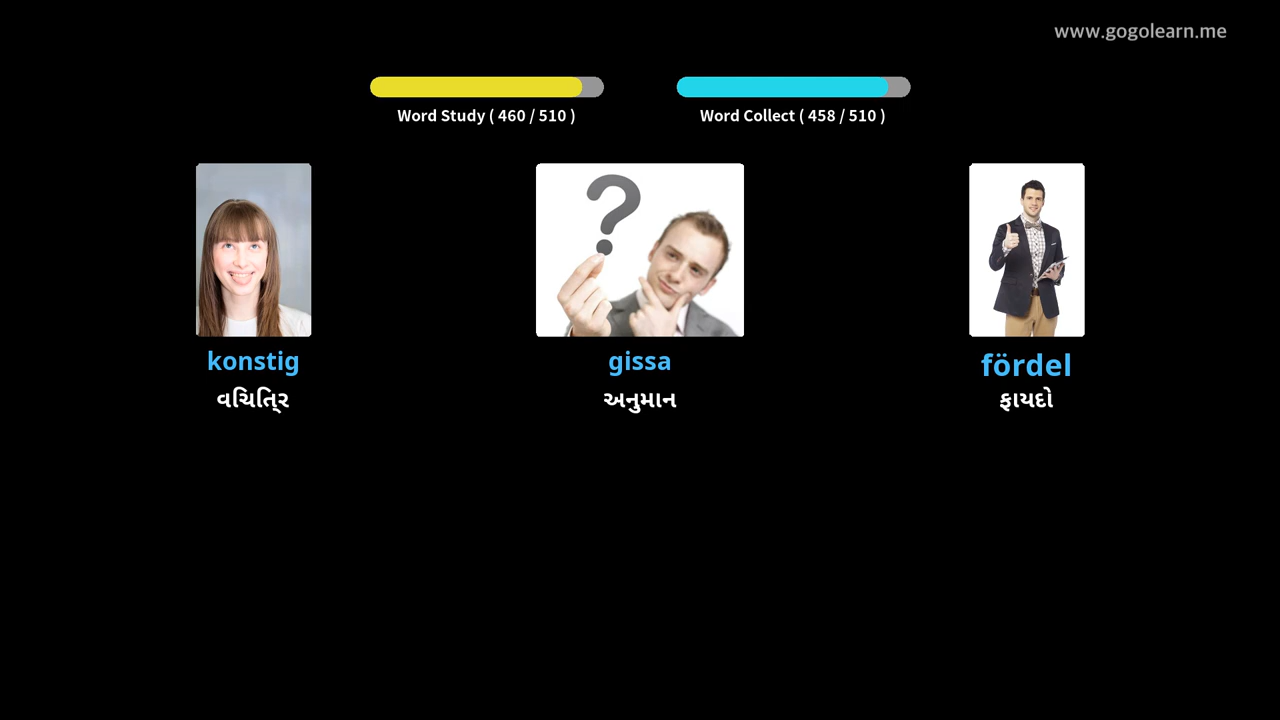 www.gogolearn.me
Word Study ( 460 / 510 )
Word Collect ( 458 / 510 )
konstig
વિચિત્ર
gissa
અનુમાન
fördel
ફાયદો